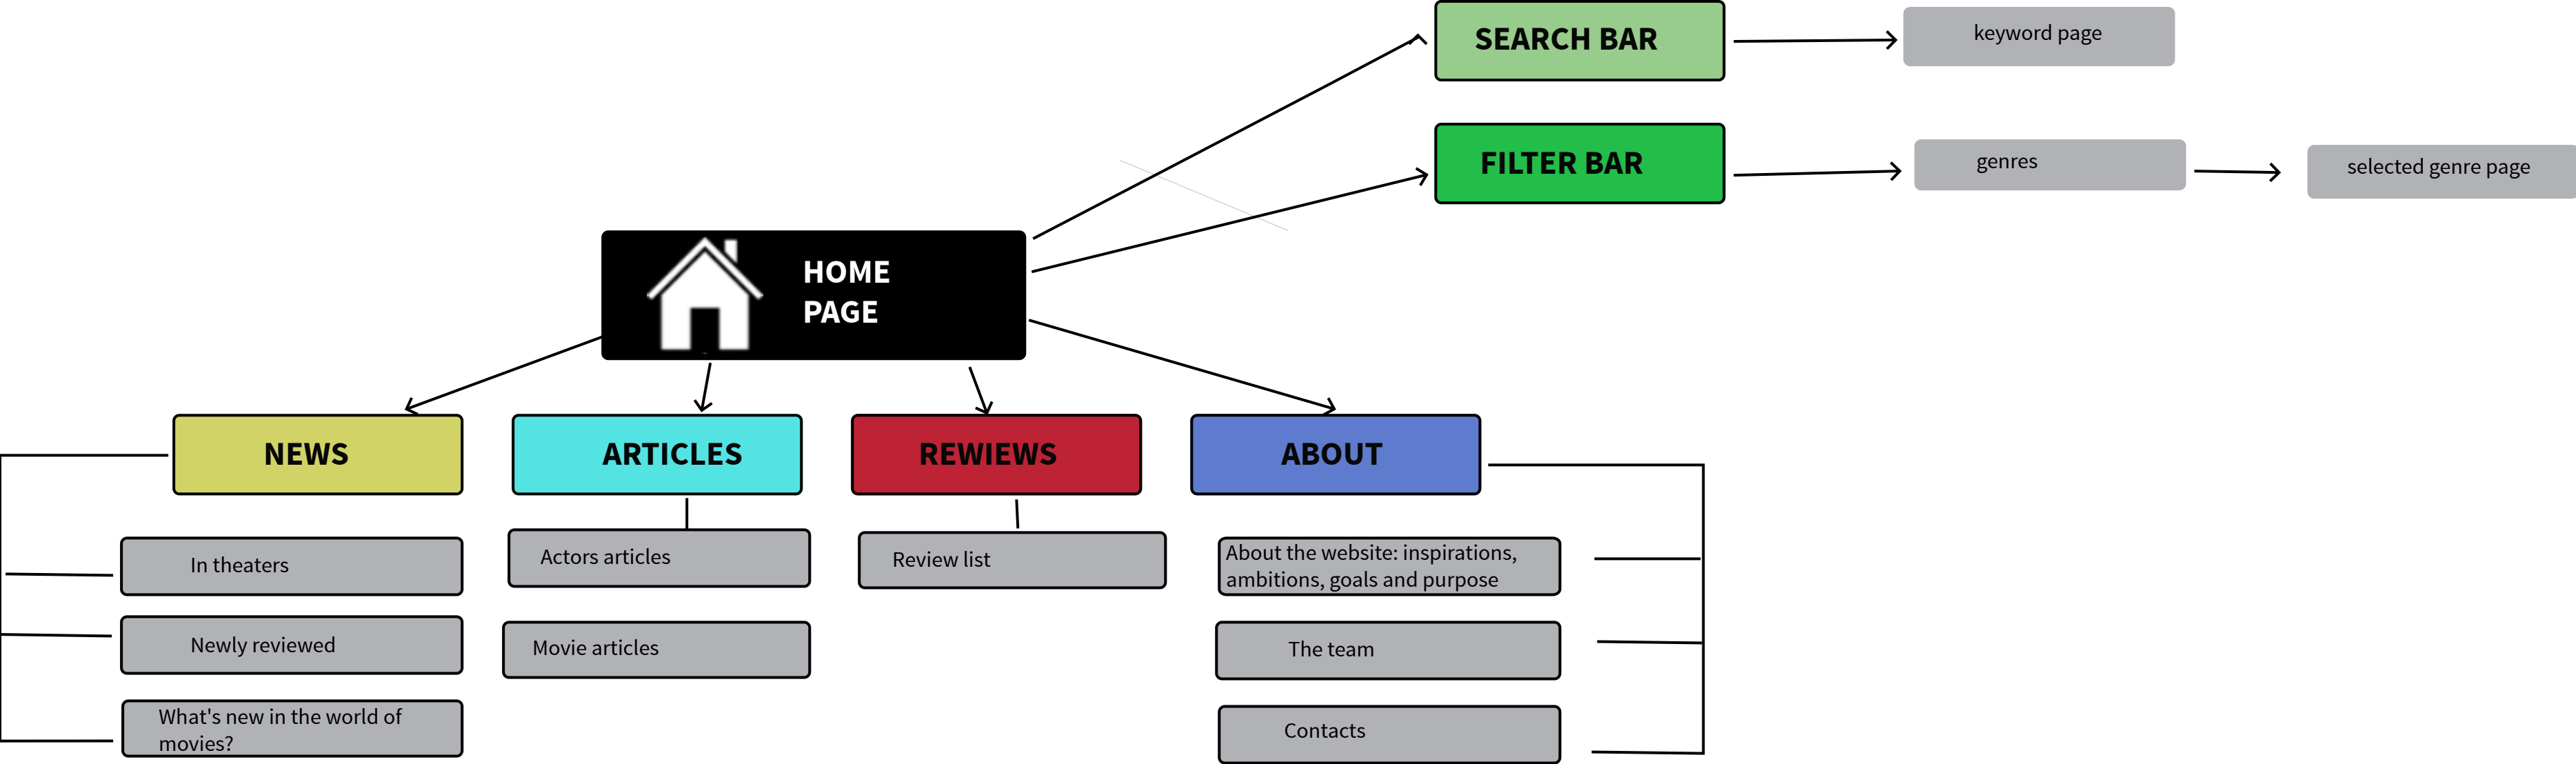 SEARCH BAR
keyword page
FILTER BAR
genres
selected genre page
HOME
PAGE
NEWS
ARTICLES
REWIEWS
ABOUT
In theaters
Newly reviewed
What's new in the world of
movies?
Actors articles
Movie articles
Review list
About the website: inspirations,
ambitions, goals and purpose
The team
Contacts